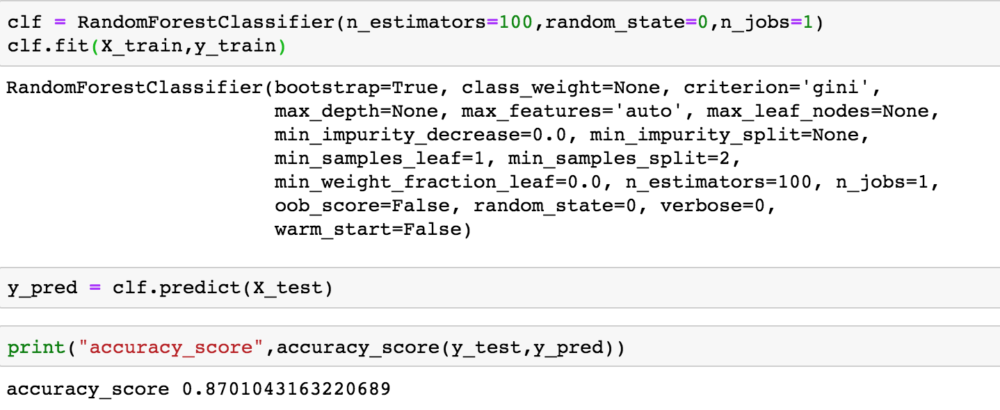 clf = RandomForestClassifier(n_estimators=100,random_state=0,n_jobs=1)
clf.fit(X_train,y_train)
RandomForestClassifier(bootstrap=True, class_weight=None, criterion='gini',
max_depth=None, max_features='auto', max_leaf_nodes=None,
min_impurity_decrease=0.0, min_impurity_split=None,
min_samples_leaf=1, min_samples_split=2,
min_weight_fraction_leaf=0.0, n_estimators=100, n_jobs=1,
oob_score=False, random_state=0, verbose=0,
warm_start=False)
y_pred = clf.predict(X_test)
print("accuracy_score",accuracy_score(y_test,y_pred))
accuracy_score 0.8701043163220689